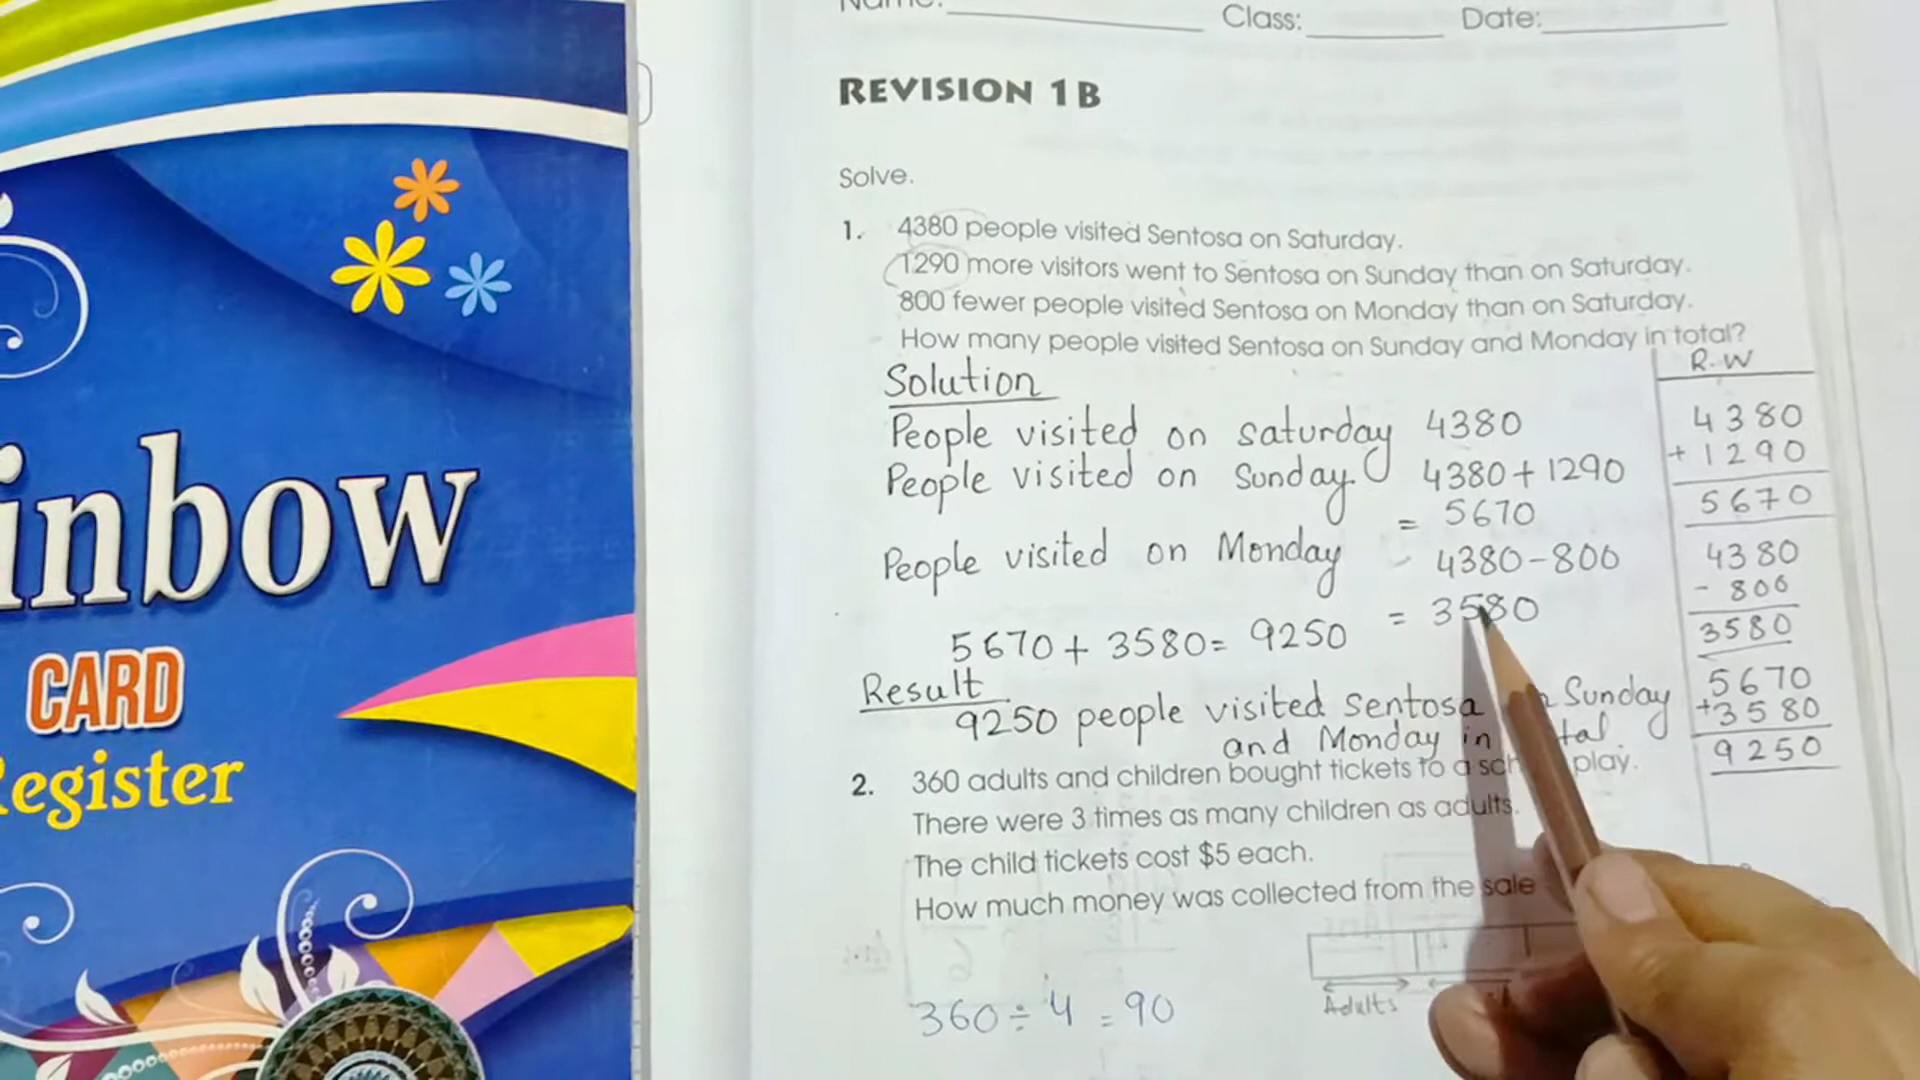 inbow
CARD
Register
Class: Date:
REVISION 1B
Solve.
1. 4380 people visited Sentosa on Saturday.
1290 more visitors went to Sentosa on Sunday than on Saturday.
800 fewer people visited Sentosa on Monday than on Saturday.
How many people visited Sentosa on Sunday and Monday in total?
Solution
People visited on saturday 4380
People visited on Sunday. 4380+1290
= 5670
People visited on Monday 4380-800
= 3580
5670+3580= 9250
Result
9250 people visited Sentosa Sunday
and Monday in
R.W
4380
+1290
5670
4380
-800
3580
5670
+3580
9250
2. 360 adults and children bought tickets to a play.
There were 3 times as many children as adults.
The child tickets cost $5 each.
How much money was collected from the sale
Adults
360÷4 = 90